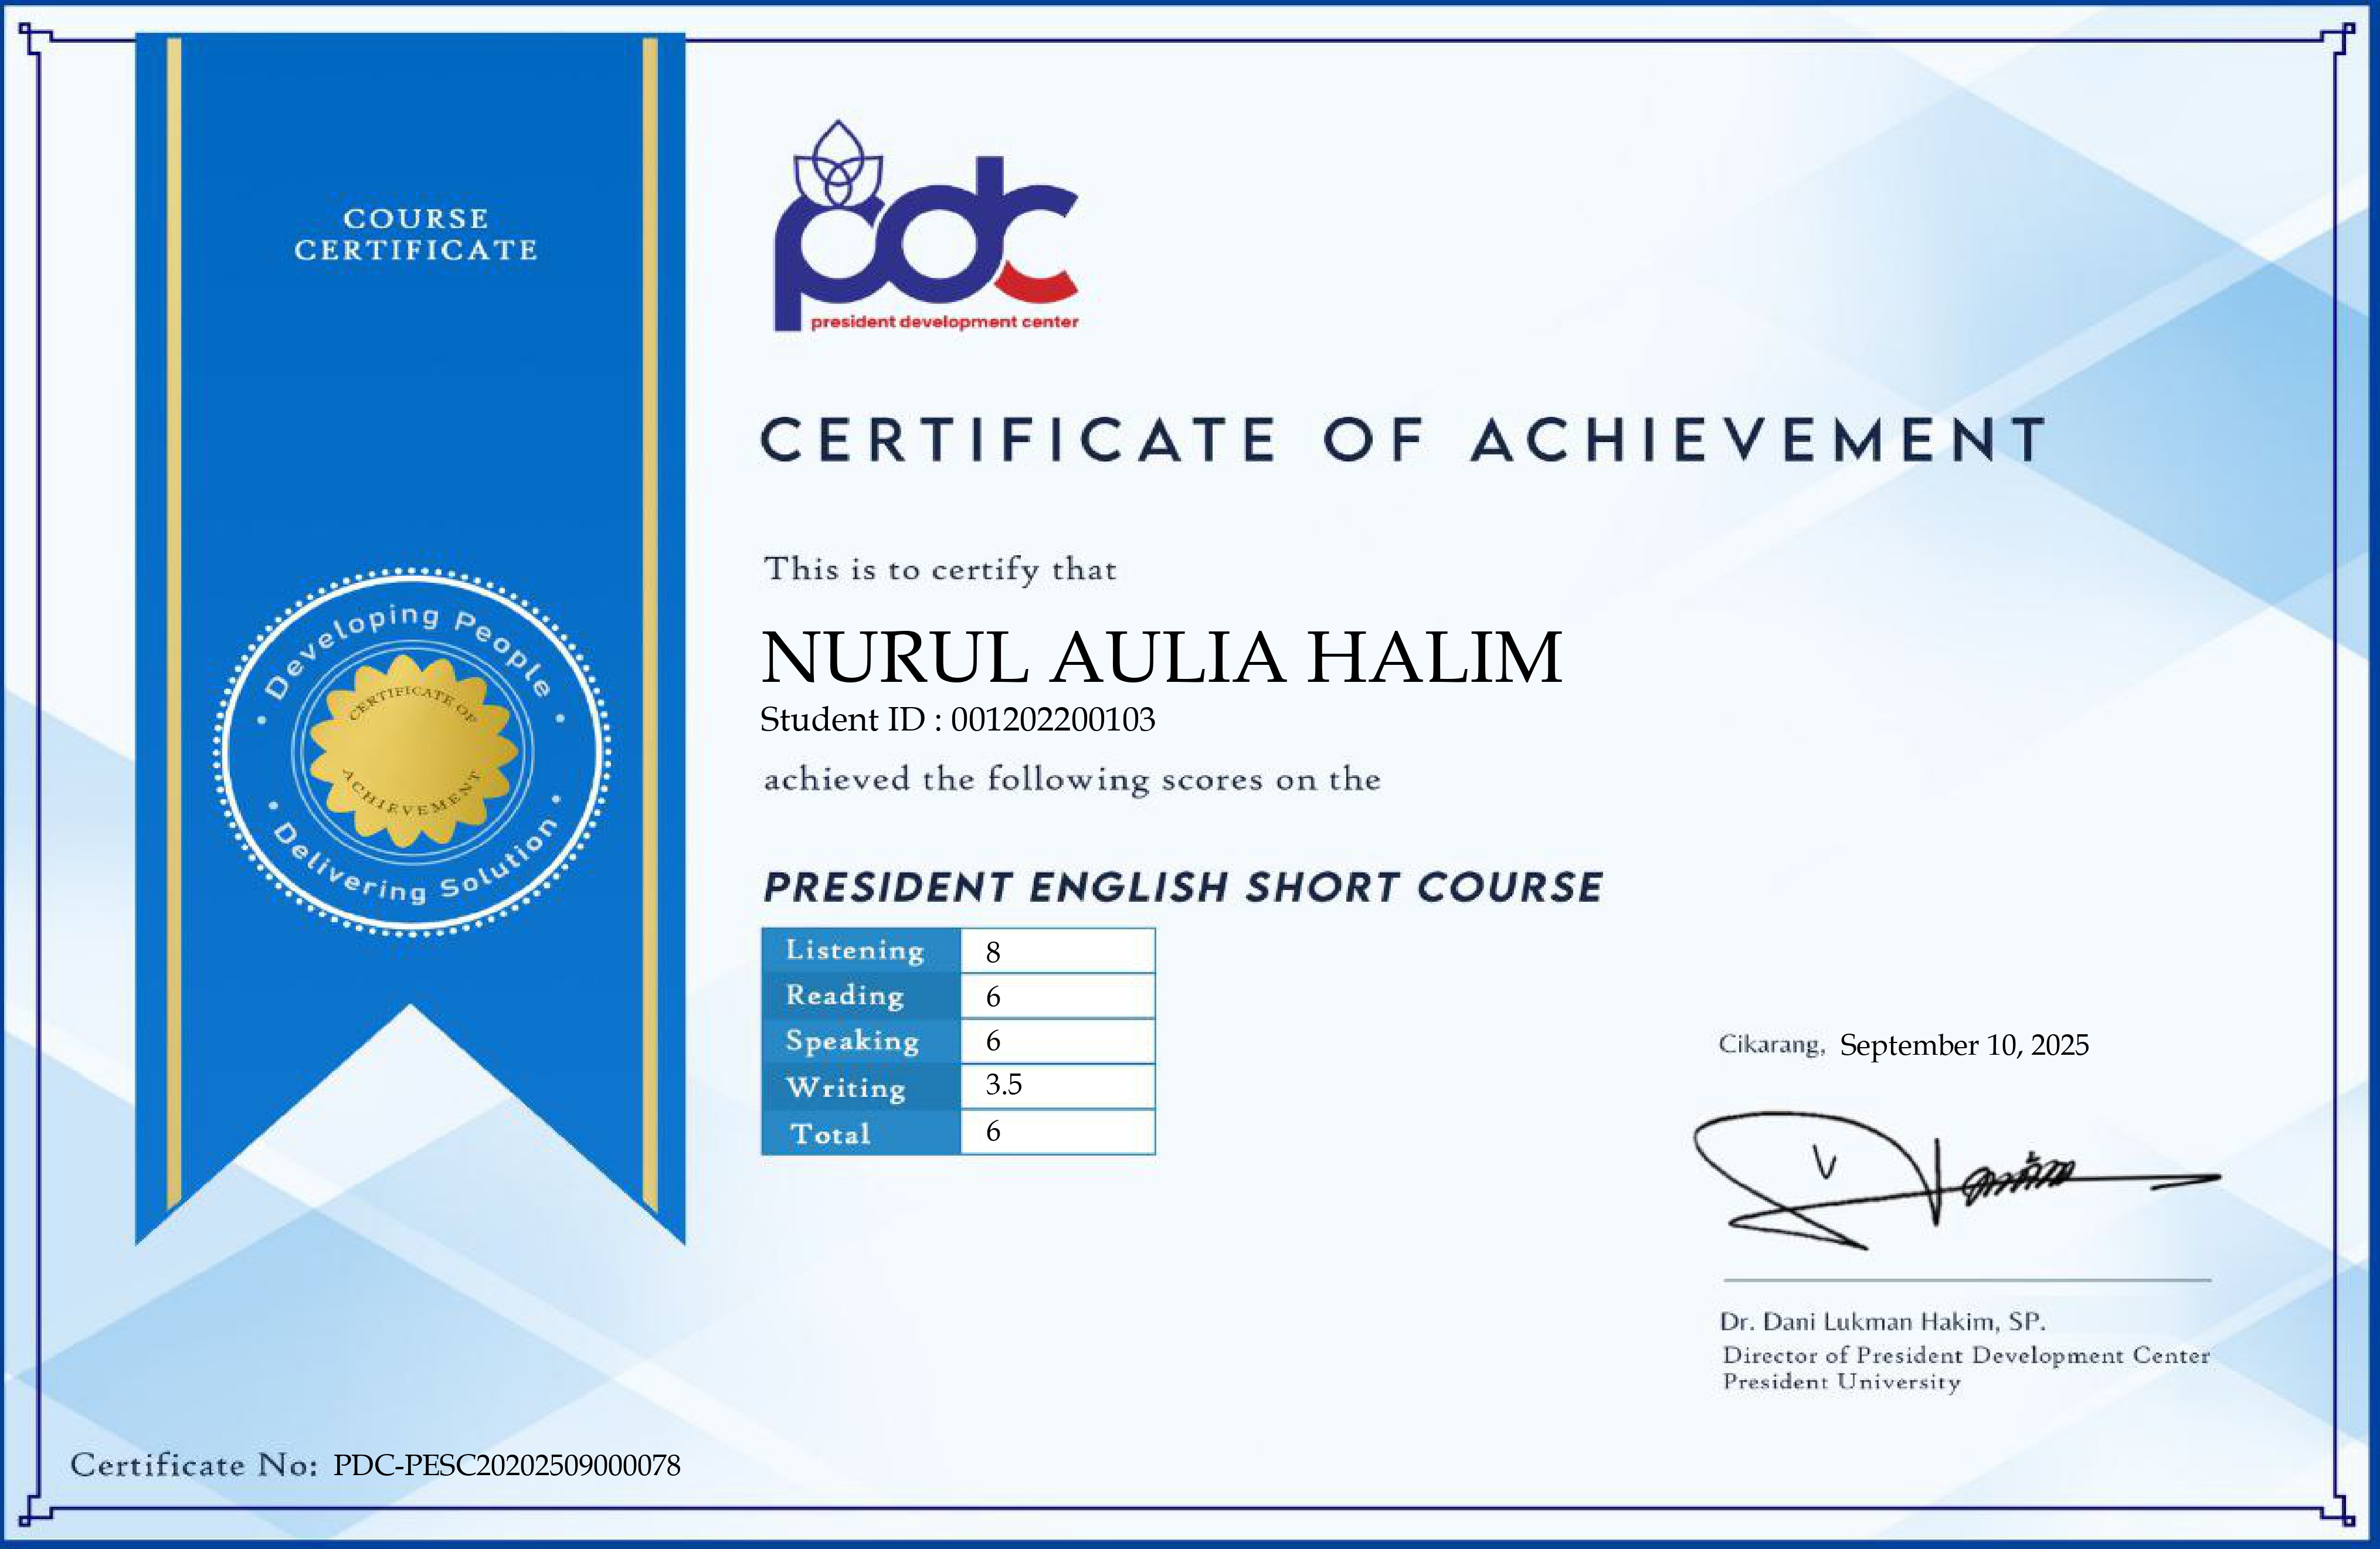 COURSE
CERTIFICATE
Developing People
CERTIFICATE OF
ACHIEVEMENT
Delivering Solution
pdc
president development center
CERTIFICATE OF ACHIEVEMENT
This is to certify that
NURUL AULIA HALIM
Student ID : 001202200103
achieved the following scores on the
PRESIDENT ENGLISH SHORT COURSE
Listening 8
Reading 6
Speaking 6
Writing 3.5
Total 6
Cikarang, September 10, 2025
Dr. Dani Lukman Hakim, SP.
Director of President Development Center
President University
Certificate No: PDC-PESC20202509000078